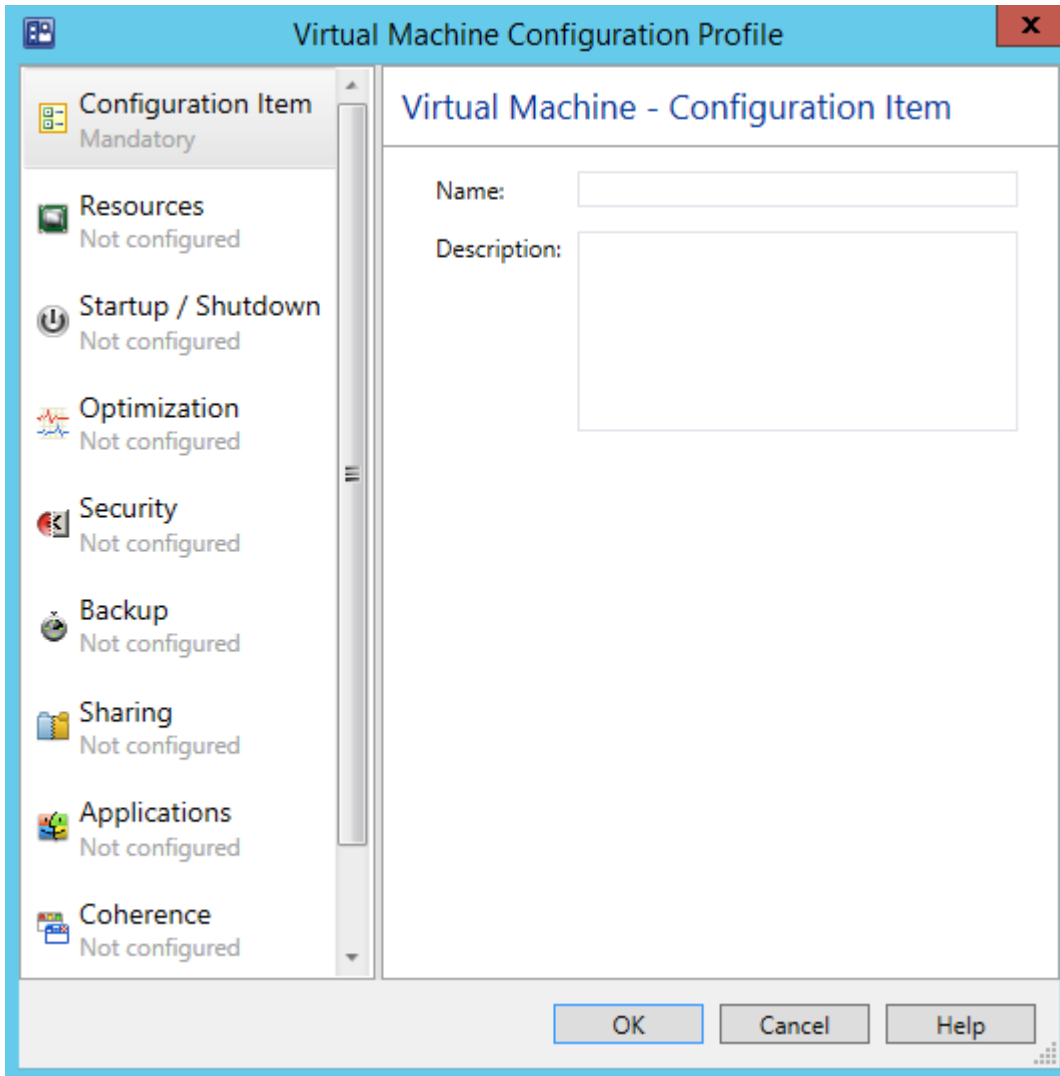 Virtual Machine Configuration Profile
x
Configuration Item
Mandatory
Resources
Not configured
Startup / Shutdown
Not configured
Optimization
Not configured
Security
Not configured
Backup
Not configured
Sharing
Not configured
Applications
Not configured
Coherence
Not configured
Virtual Machine - Configuration Item
Name:
Description:
OK
Cancel
Help